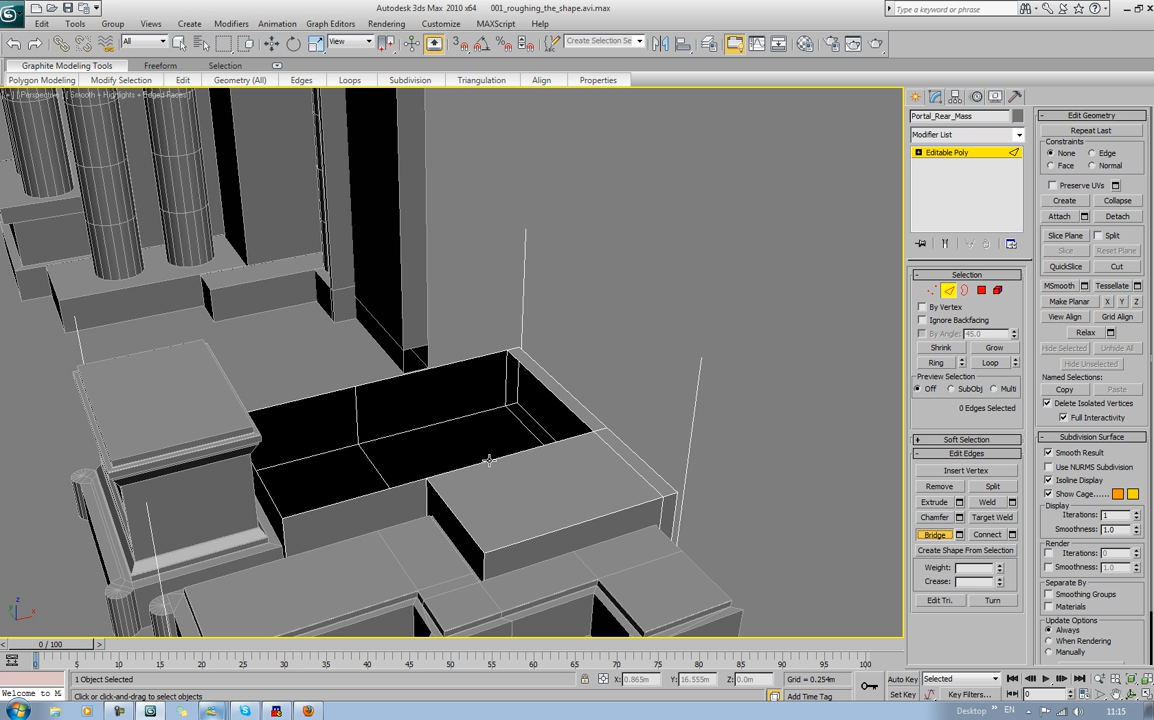 Autodesk 3ds Max 2010 x64    001_roughing_the_shape.avi.max
Type a keyword or phrase
Edit Tools Group Views Create Modifiers Animation Graph Editors Rendering Customize MAXScript Help
All View Create Selection Se
Graphite Modeling Tools Freeform Selection
Polygon Modeling Modify Selection Edit Geometry (All) Edges Loops Subdivision Triangulation Align Properties
Perspective Smooth + Highlights + Edged Faces
Portal_Rear_Mass
Modifier List
Editable Poly
Selection
By Vertex
Ignore Backfacing
By Angle: 45.0
Shrink Grow
Ring Loop
Preview Selection
Off SubObj Multi
0 Edges Selected
Soft Selection
Edit Edges
Insert Vertex
Remove Split
Extrude Weld
Chamfer Target Weld
Bridge Connect
Create Shape From Selection
Weight:
Crease:
Edit Tri. Turn
Edit Geometry
Repeat Last
Constraints
None Edge
Face Normal
Preserve UVs
Create Collapse
Attach Detach
Slice Plane Split
Slice Reset Plane
QuickSlice Cut
MSmooth Tessellate
Make Planar X Y Z
View Align Grid Align
Relax
Hide Selected Unhide All
Hide Unselected
Named Selections:
Copy Paste
Delete Isolated Vertices
Full Interactivity
Subdivision Surface
Smooth Result
Use NURMS Subdivision
Isoline Display
Show Cage......
Display
Iterations: 1
Smoothness: 1.0
Render
Iterations: 0
Smoothness: 1.0
Separate By
Smoothing Groups
Materials
Update Options
Always
When Rendering
Manually
z x
0 / 100
0 5 10 15 20 25 30 35 40 45 50 55 60 65 70 75 80 85 90 95 100
1 Object Selected X: 0.865m Y: 16.555m Z: 0.0m Grid = 0.254m Auto Key Selected
Welcome to M Click or click-and-drag to select objects Add Time Tag Set Key Key Filters... 0
Desktop EN 11:15